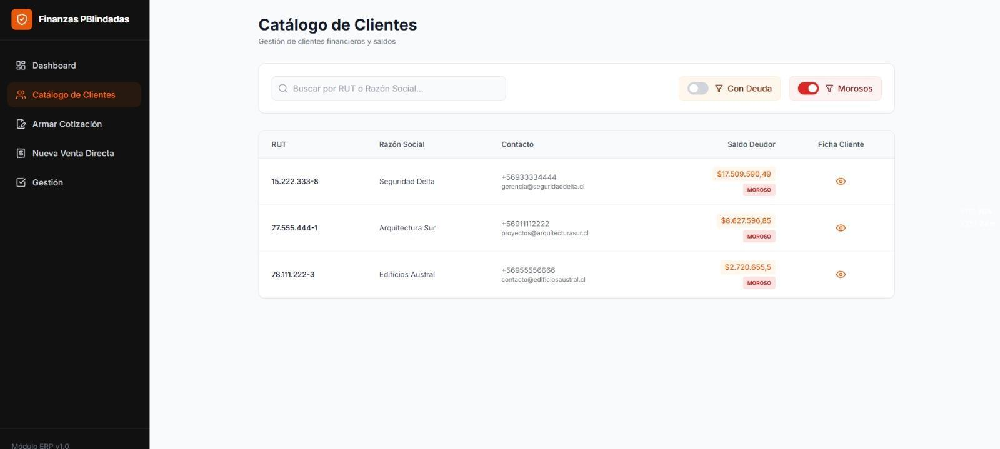 Finanzas PBlindadas
Dashboard
Catálogo de Clientes
Armar Cotización
Nueva Venta Directa
Gestión
Módulo ERP v1.0
Catálogo de Clientes
Gestión de clientes financieros y saldos
Buscar por RUT o Razón Social...
Con Deuda
Morosos
RUT Razón Social Contacto Saldo Deudor Ficha Cliente
15.222.333-8 Seguridad Delta +56933334444 $17.509.590,49
gerencia@seguridaddelta.cl MOROSO
77.555.444-1 Arquitectura Sur +56911112222 $8.627.596,85
proyectos@arquitecturasur.cl MOROSO
78.111.222-3 Edificios Austral +56955556666 $2.720.655,5
contacto@edificiosaustral.cl MOROSO